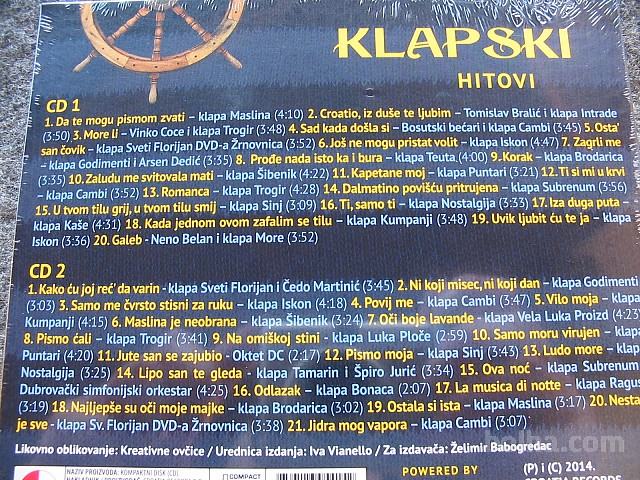 KLAPSKI
HITOVI
CD 1
1. Da te mogu pismom zvati – klapa Maslina (4:10) 2. Croatio, iz duše te ljubim – Tomislav Bralić i klapa Intrade
(3:50) 3. More li – Vinko Coce i klapa Trogir (3:48) 4. Sad kada došla si – Bosutski bećari i klapa Cambi (3:45) 5. Osta'
san čovik – klapa Sveti Florijan DVD-a Žrnovnica (3:52) 6. Još ne mogu pristat volit – klapa Iskon (4:47) 7. Zagrli me
– klapa Godimenti i Arsen Dedić (3:35) 8. Prođe nada isto ka i bura – klapa Teuta (4:00) 9. Korak – klapa Brodarica
(3:35) 10. Zaludu me svitovala mati – klapa Šibenik (4:22) 11. Kapetane moj – klapa Puntari (3:21) 12. Ti si mi u krvi
– klapa Cambi (3:52) 13. Romanca – klapa Trogir (4:28) 14. Dalmatino povišću pritrujena – klapa Subrenum (3:56)
15. U tvom tilu grij, u tvom tilu smij – klapa Sinj (3:09) 16. Ti, samo ti – klapa Nostalgija (3:33) 17. Iza duga puta –
klapa Kaše (4:31) 18. Kada jednom ovom zafalim se tilu – klapa Kumpanji (3:48) 19. Uvik ljubit ću te ja – klapa
Iskon (3:36) 20. Galeb - Neno Belan i klapa More (3:52)
CD 2
1. Kako ću joj reć' da varin - klapa Sveti Florijan i Čedo Martinić (3:45) 2. Ni koji misec, ni koji dan – klapa Godimenti
(3:03) 3. Samo me čvrsto stisni za ruku – klapa Iskon (4:18) 4. Povij me – klapa Cambi (3:47) 5. Vilo moja – klapa
Kumpanji (4:15) 6. Maslina je neobrana – klapa Šibenik (3:24) 7. Oči boje lavande - klapa Vela Luka Proizd (4:23)
8. Pismo ćali – klapa Trogir (3:41) 9. Na omiškoj stini - klapa Luka Ploče (2:59) 10. Samo moru virujen – klapa
Puntari (4:20) 11. Jute san se zajubio - Oktet DC (2:17) 12. Pismo moja – klapa Sinj (3:43) 13. Ludo more – klapa
Nostalgija (3:25) 14. Lipo san te gleda - klapa Tamarin i Špiro Jurić (3:34) 15. Ova noć – klapa Subrenum
Dubrovački simfonijski orkestar (4:25) 16. Odlazak – klapa Bonaca (2:07) 17. La musica di notte – klapa Ragus
(3:19) 18. Najljepše su oči moje majke – klapa Brodarica (3:02) 19. Ostala si ista – klapa Maslina (3:17) 20. Nesta
je sve - klapa Sv. Florijan DVD-a Žrnovnica (3:38) 21. Jidra mog vapora – klapa Cambi (3:07)
Likovno oblikovanje: Kreativne ovčice / Urednica izdanja: Iva Vianello / Za izdavača: Želimir Babogredac
NAZIV PROIZVODA: KOMPAKTNI DISK (CD)
COMPACT
POWERED BY
(P) i (C) 2014.
CROATIA RECORDS
.com